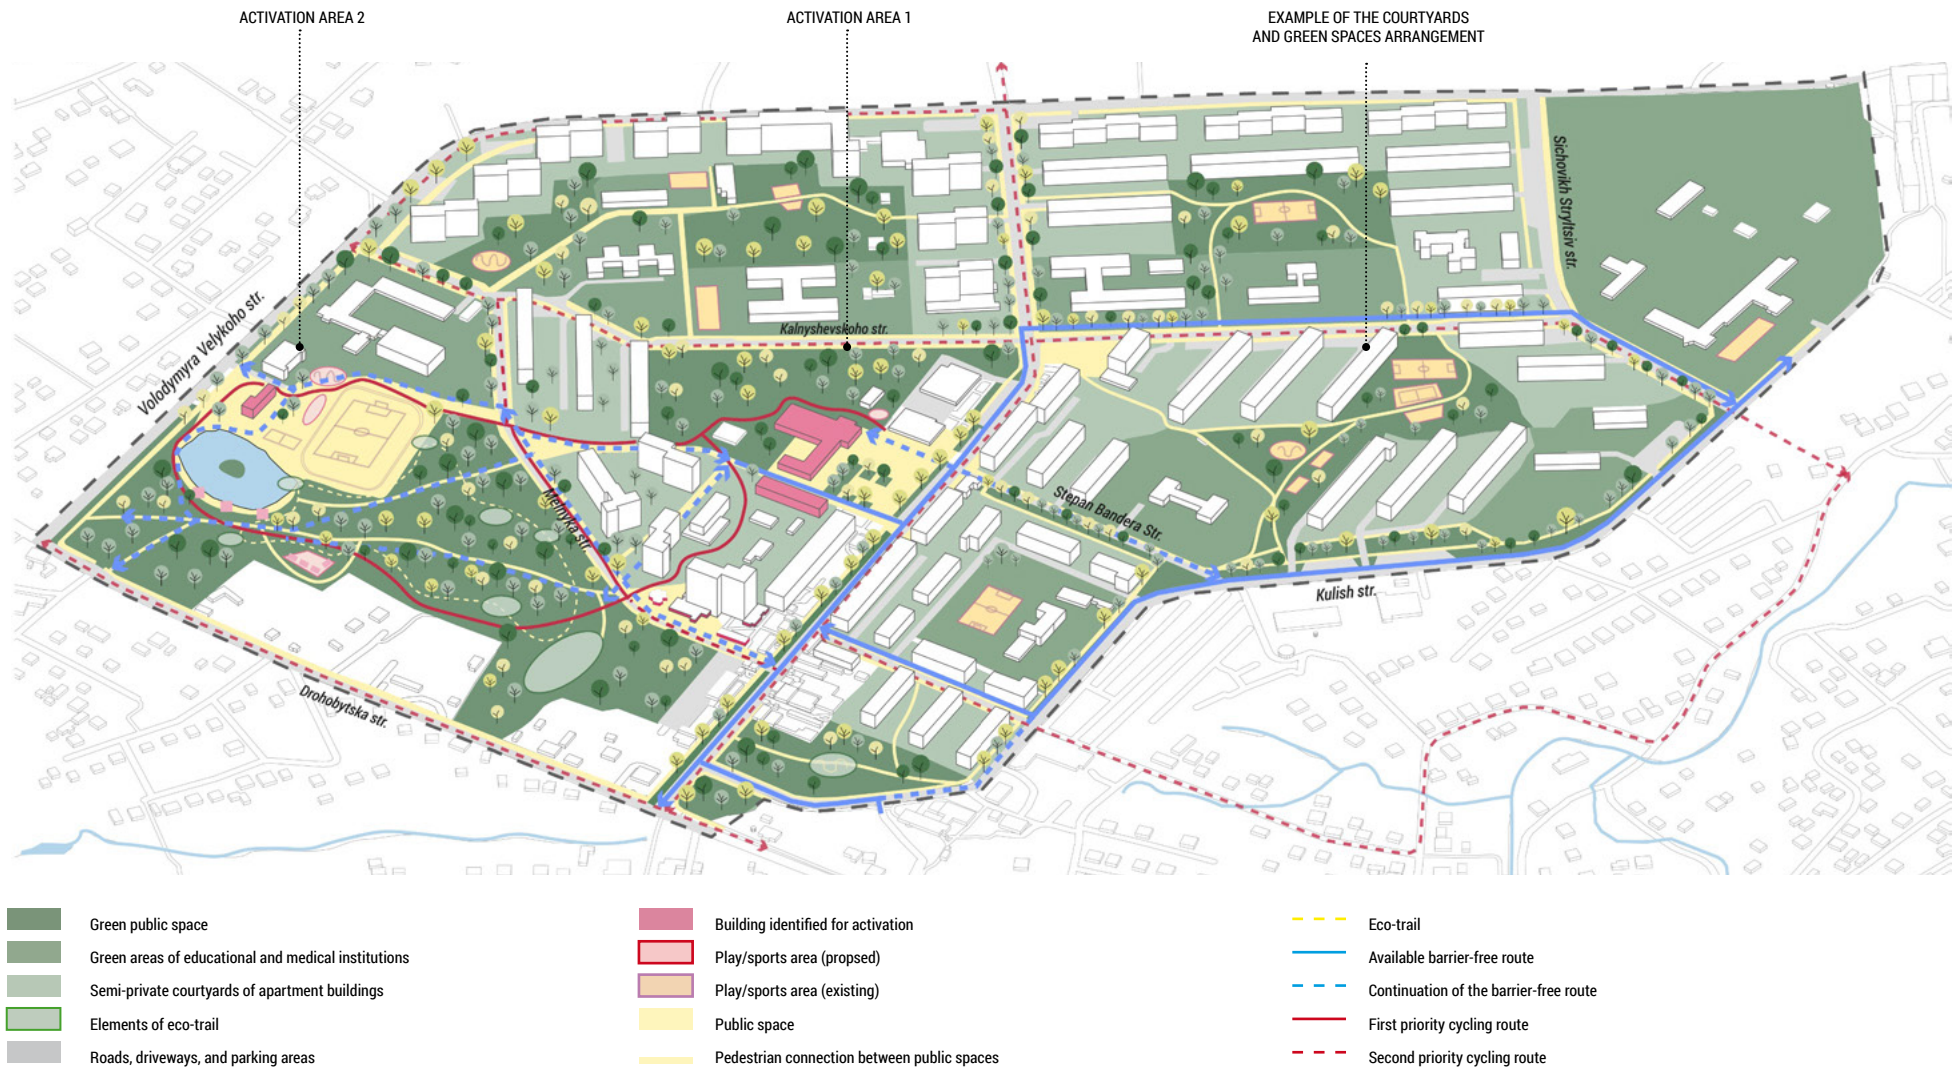 ACTIVATION AREA 2
ACTIVATION AREA 1
EXAMPLE OF THE COURTYARDS
AND GREEN SPACES ARRANGEMENT
Sichovikh Stryltsiv str.
Volodymyra Velykoho str.
Kalnyshevskoho str.
Melnyka str.
Stepan Bandera Str.
Kulish str.
Drohobytska str.
Green public space
Green areas of educational and medical institutions
Semi-private courtyards of apartment buildings
Elements of eco-trail
Roads, driveways, and parking areas
Building identified for activation
Play/sports area (propsed)
Play/sports area (existing)
Public space
Pedestrian connection between public spaces
Eco-trail
Available barrier-free route
Continuation of the barrier-free route
First priority cycling route
Second priority cycling route